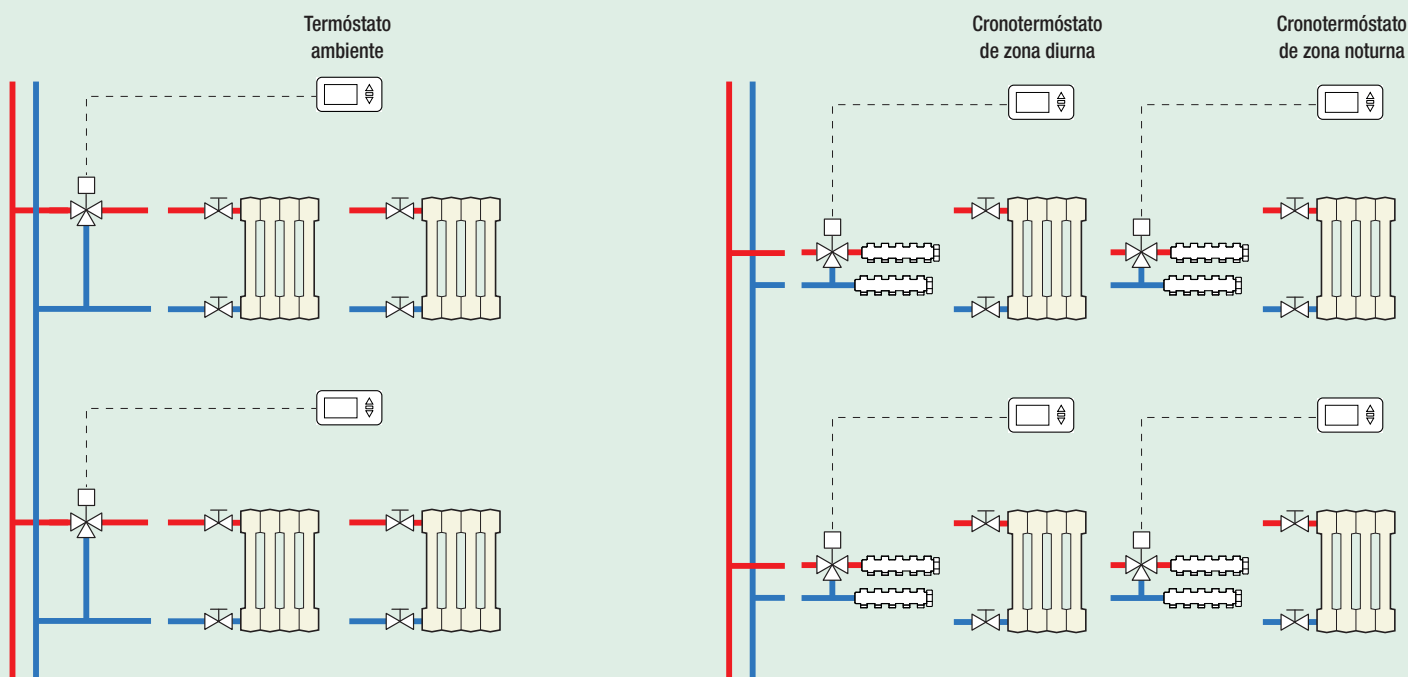 Termóstato
ambiente
Cronotermóstato
de zona diurna
Cronotermóstato
de zona noturna